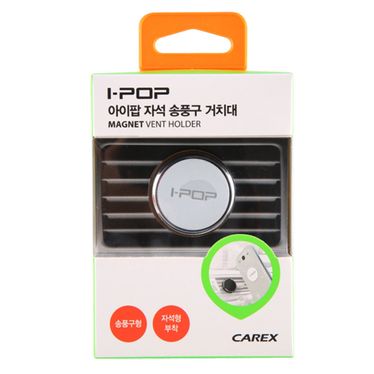 I-POP
아이팝 자석 송풍구 거치대
MAGNET VENT HOLDER
I-POP
송풍구형
자석형
부착
CAREX